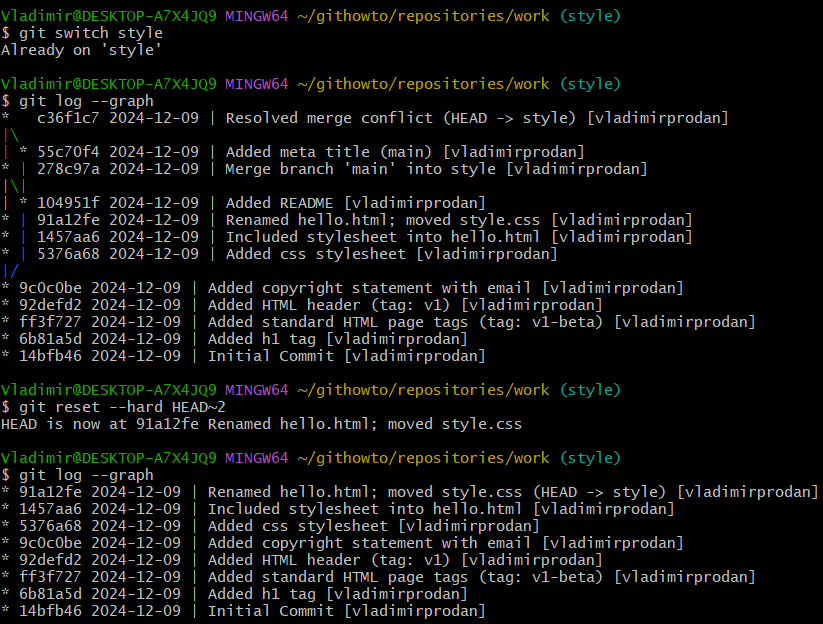 Vladimir@DESKTOP-A7X4JQ9 MINGW64 ~/githowto/repositories/work (style)
$ git switch style
Already on 'style'
Vladimir@DESKTOP-A7X4JQ9 MINGW64 ~/githowto/repositories/work (style)
$ git log --graph
*   c36f1c7 2024-12-09 | Resolved merge conflict (HEAD -> style) [vladimirprodan]
|\
| * 55c70f4 2024-12-09 | Added meta title (main) [vladimirprodan]
* | 278c97a 2024-12-09 | Merge branch 'main' into style [vladimirprodan]
|\|
| * 104951f 2024-12-09 | Added README [vladimirprodan]
* | 91a12fe 2024-12-09 | Renamed hello.html; moved style.css [vladimirprodan]
* | 1457aa6 2024-12-09 | Included stylesheet into hello.html [vladimirprodan]
* | 5376a68 2024-12-09 | Added css stylesheet [vladimirprodan]
|/
* 9c0c0be 2024-12-09 | Added copyright statement with email [vladimirprodan]
* 92defd2 2024-12-09 | Added HTML header (tag: v1) [vladimirprodan]
* ff3f727 2024-12-09 | Added standard HTML page tags (tag: v1-beta) [vladimirprodan]
* 6b81a5d 2024-12-09 | Added h1 tag [vladimirprodan]
* 14bfb46 2024-12-09 | Initial Commit [vladimirprodan]
Vladimir@DESKTOP-A7X4JQ9 MINGW64 ~/githowto/repositories/work (style)
$ git reset --hard HEAD~2
HEAD is now at 91a12fe Renamed hello.html; moved style.css
Vladimir@DESKTOP-A7X4JQ9 MINGW64 ~/githowto/repositories/work (style)
$ git log --graph
* 91a12fe 2024-12-09 | Renamed hello.html; moved style.css (HEAD -> style) [vladimirprodan]
* 1457aa6 2024-12-09 | Included stylesheet into hello.html [vladimirprodan]
* 5376a68 2024-12-09 | Added css stylesheet [vladimirprodan]
* 9c0c0be 2024-12-09 | Added copyright statement with email [vladimirprodan]
* 92defd2 2024-12-09 | Added HTML header (tag: v1) [vladimirprodan]
* ff3f727 2024-12-09 | Added standard HTML page tags (tag: v1-beta) [vladimirprodan]
* 6b81a5d 2024-12-09 | Added h1 tag [vladimirprodan]
* 14bfb46 2024-12-09 | Initial Commit [vladimirprodan]